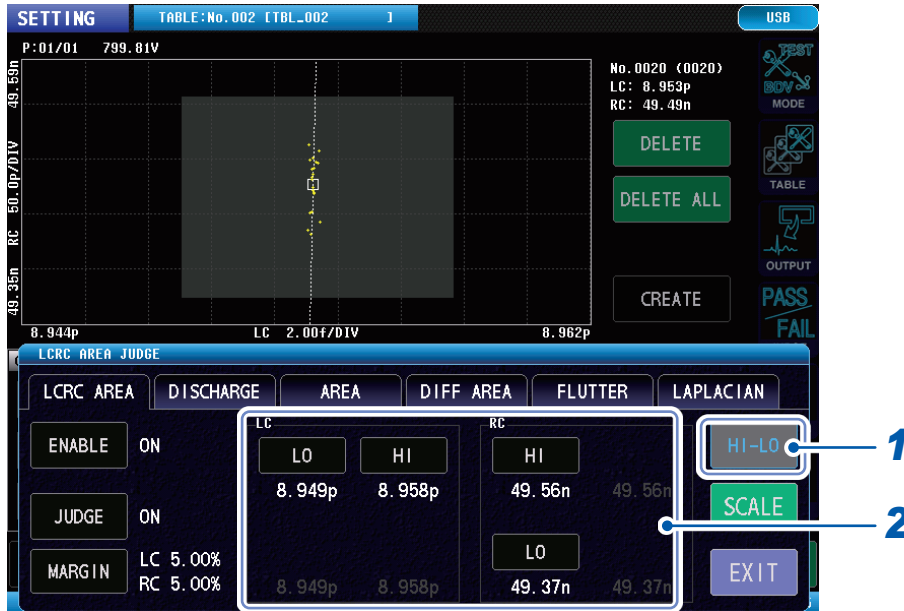 SETTING
TABLE:No.002 [TBL_002 ]
USB
P:01/01 799.81V
49.59n
RC 50.0p/DIV
49.35n
8.944p
LC 2.00f/DIV
8.962p
No.0020 (0020)
LC: 8.953p
RC: 49.49n
DELETE
DELETE ALL
CREATE
TEST
BDV
MODE
TABLE
OUTPUT
PASS
FAIL
LCRC AREA JUDGE
LCRC AREA
DISCHARGE
AREA
DIFF AREA
FLUTTER
LAPLACIAN
ENABLE ON
JUDGE ON
MARGIN
LC 5.00%
RC 5.00%
LC
LO HI
8.949p 8.958p
8.949p 8.958p
RC
HI
49.56n 49.56n
LO
49.37n 49.37n
HI-LO
SCALE
EXIT
1
2